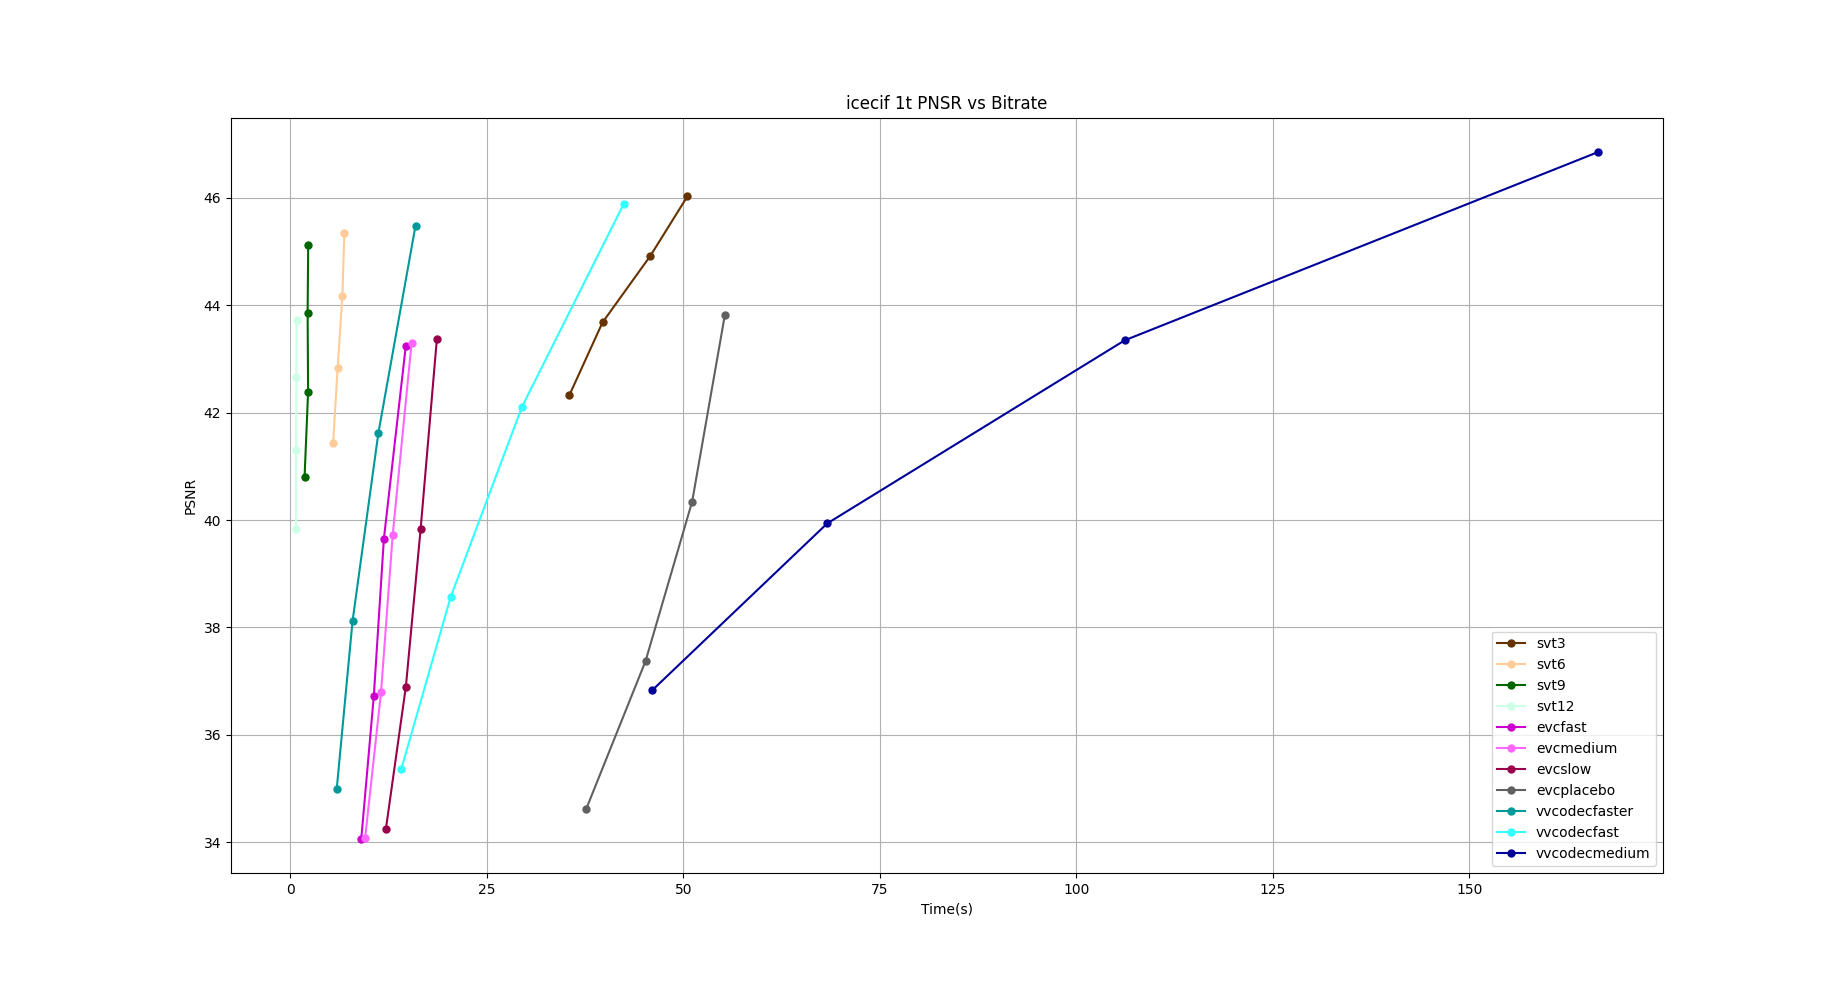 icecif 1t PNSR vs Bitrate
PSNR
46
44
42
40
38
36
34
0 25 50 75 100 125 150
Time(s)
svt3
svt6
svt9
svt12
evcfast
evcmedium
evcslow
evcplacebo
vvcodecfaster
vvcodecfast
vvcodecmedium